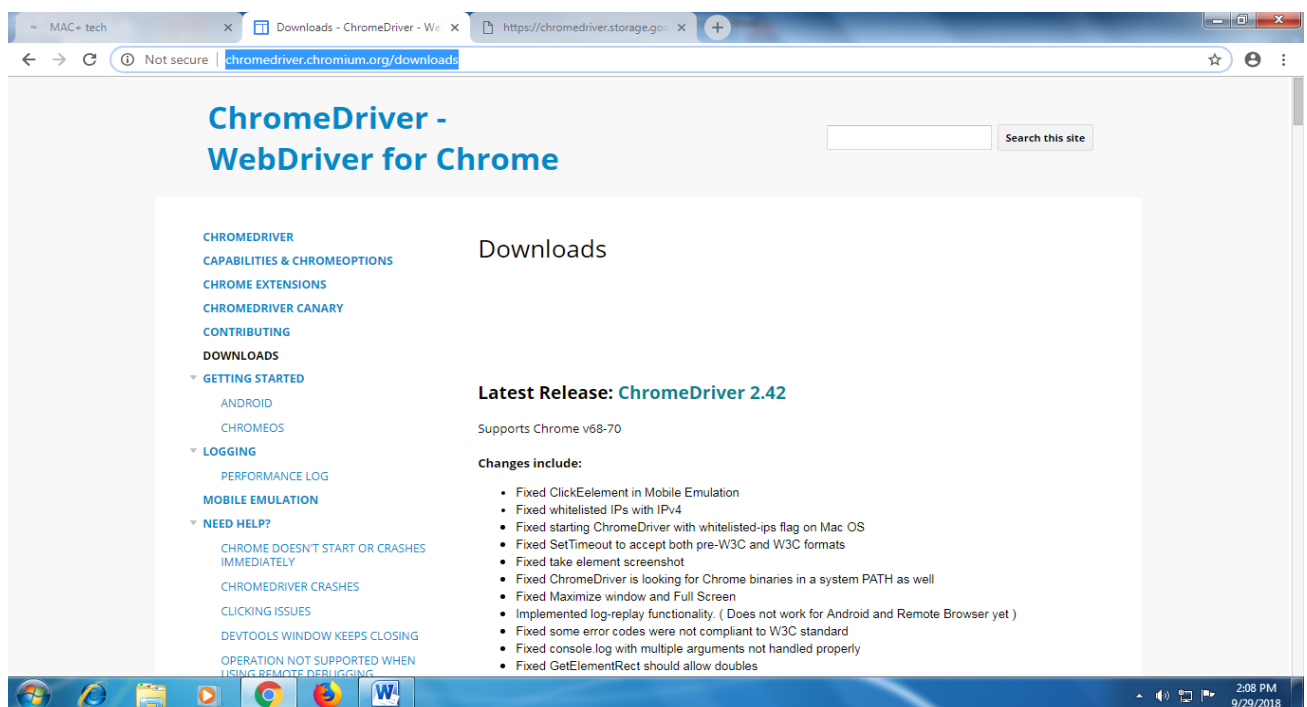 MAC+ tech
Downloads - ChromeDriver - We
https://chromedriver.storage.goo
Not secure | chromedriver.chromium.org/downloads
ChromeDriver -
WebDriver for Chrome
Search this site
CHROMEDRIVER
CAPABILITIES & CHROMEOPTIONS
CHROME EXTENSIONS
CHROMEDRIVER CANARY
CONTRIBUTING
DOWNLOADS
GETTING STARTED
ANDROID
CHROMEOS
LOGGING
PERFORMANCE LOG
MOBILE EMULATION
NEED HELP?
CHROME DOESN'T START OR CRASHES
IMMEDIATELY
CHROMEDRIVER CRASHES
CLICKING ISSUES
DEVTOOLS WINDOW KEEPS CLOSING
OPERATION NOT SUPPORTED WHEN
USING REMOTE DEBUGGING
Downloads
Latest Release: ChromeDriver 2.42
Supports Chrome v68-70
Changes include:
Fixed ClickEelement in Mobile Emulation
Fixed whitelisted IPs with IPv4
Fixed starting ChromeDriver with whitelisted-ips flag on Mac OS
Fixed SetTimeout to accept both pre-W3C and W3C formats
Fixed take element screenshot
Fixed ChromeDriver is looking for Chrome binaries in a system PATH as well
Fixed Maximize window and Full Screen
Implemented log-replay functionality. ( Does not work for Android and Remote Browser yet )
Fixed some error codes were not compliant to W3C standard
Fixed console.log with multiple arguments not handled properly
Fixed GetElementRect should allow doubles
2:08 PM
9/29/2018